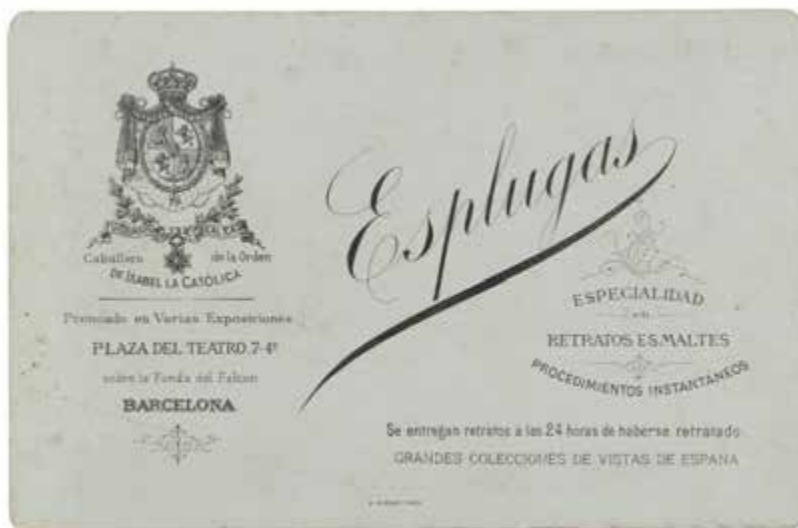 Caballero de la Orden
DE ISABEL LA CATÓLICA
Premiado en Varias Exposiciones
PLAZA DEL TEATRO, 7-4º
sobre la Fonda del Falcon
BARCELONA
Esplugas
ESPECIALIDAD
en
RETRATOS ESMALTES
PROCEDIMIENTOS INSTANTANEOS
Se entregan retratos a las 24 horas de haberse retratado
GRANDES COLECCIONES DE VISTAS DE ESPAÑA